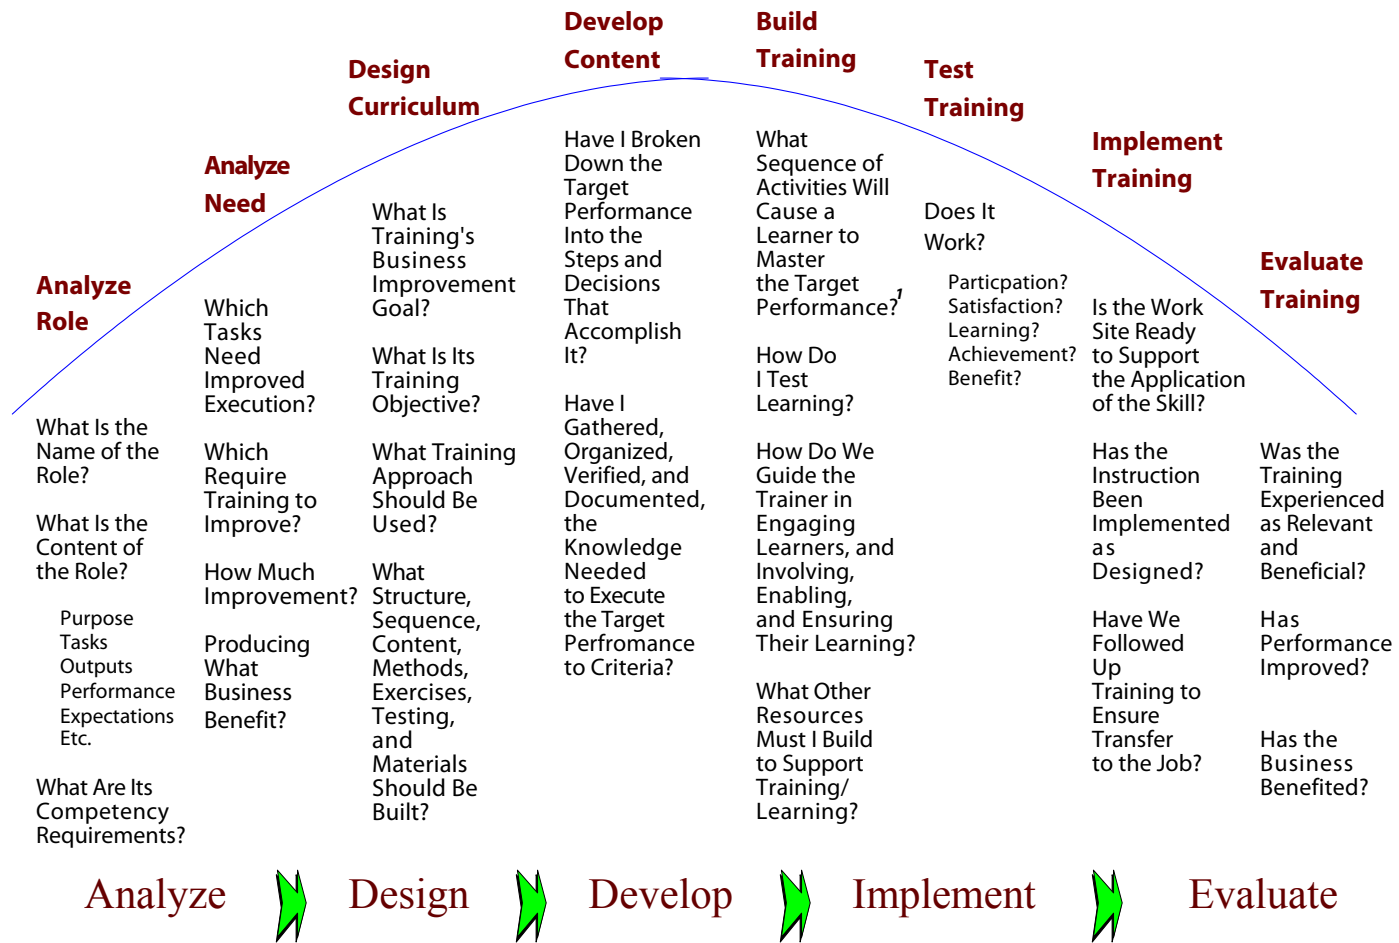 Analyze
Role
What Is the
Name of the
Role?
What Is the
Content of
the Role?
Purpose
Tasks
Outputs
Performance
Expectations
Etc.
What Are Its
Competency
Requirements?
Analyze
Need
Which
Tasks
Need
Improved
Execution?
Which
Require
Training to
Improve?
How Much
Improvement?
Producing
What
Business
Benefit?
Design
Curriculum
What Is
Training's
Business
Improvement
Goal?
What Is Its
Training
Objective?
What Training
Approach
Should Be
Used?
What
Structure,
Sequence,
Content,
Methods,
Exercises,
Testing,
and
Materials
Should Be
Built?
Develop
Content
Have I Broken
Down the
Target
Performance
Into the
Steps and
Decisions
That
Accomplish
It?
Have I
Gathered,
Organized,
Verified, and
Documented,
the
Knowledge
Needed
to Execute
the Target
Perfromance
to Criteria?
Build
Training
What
Sequence of
Activities Will
Cause a
Learner to
Master
the Target
Performance?1
How Do
I Test
Learning?
How Do We
Guide the
Trainer in
Engaging
Learners, and
Involving,
Enabling,
and Ensuring
Their Learning?
What Other
Resources
Must I Build
to Support
Training/
Learning?
Test
Training
Does It
Work?
Particpation?
Satisfaction?
Learning?
Achievement?
Benefit?
Implement
Training
Is the Work
Site Ready
to Support
the Application
of the Skill?
Has the
Instruction
Been
Implemented
as
Designed?
Have We
Followed
Up
Training to
Ensure
Transfer
to the Job?
Evaluate
Training
Was the
Training
Experienced
as Relevant
and
Beneficial?
Has
Performance
Improved?
Has the
Business
Benefited?
Analyze
Design
Develop
Implement
Evaluate